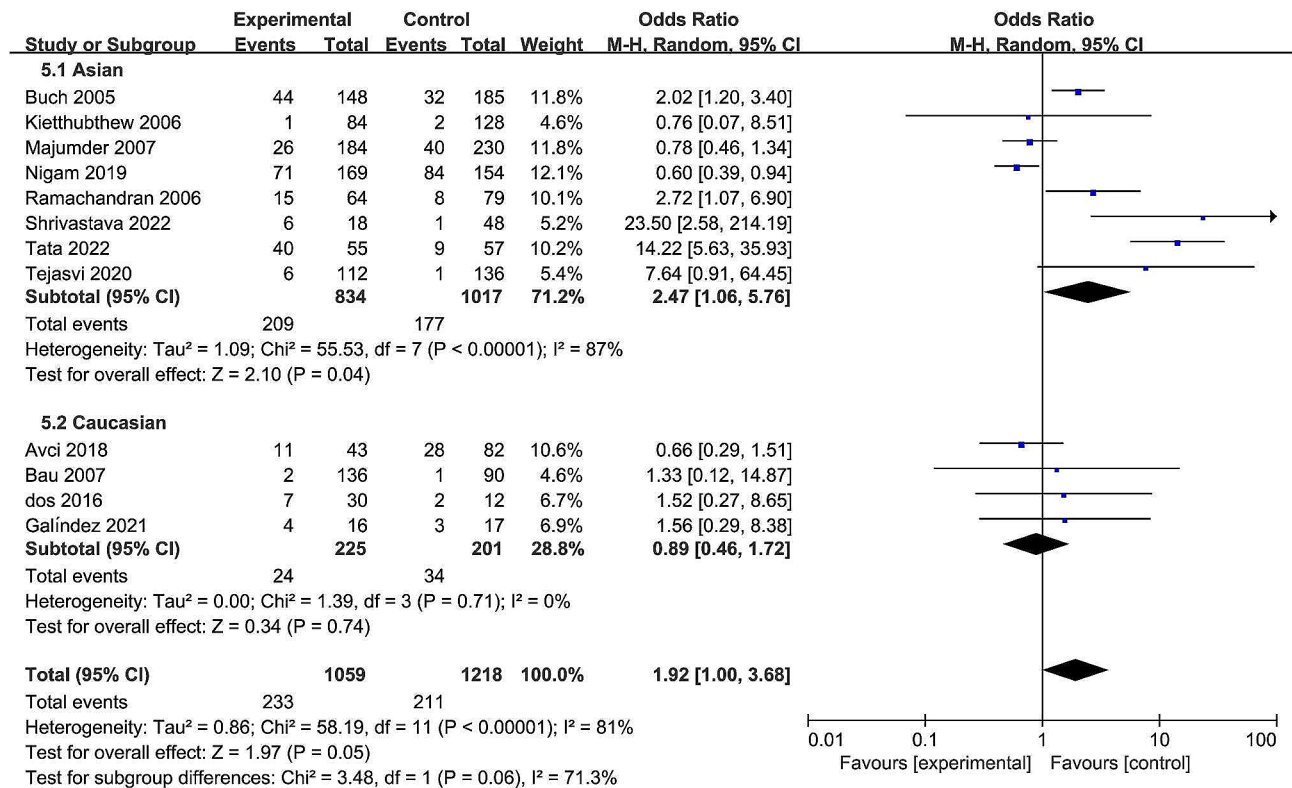 Experimental Control Odds Ratio Odds Ratio
Study or Subgroup Events Total Events Total Weight M-H, Random, 95% CI M-H, Random, 95% CI
5.1 Asian
Buch 2005 44 148 32 185 11.8% 2.02 [1.20, 3.40]
Kietthubthew 2006 1 84 2 128 4.6% 0.76 [0.07, 8.51]
Majumder 2007 26 184 40 230 11.8% 0.78 [0.46, 1.34]
Nigam 2019 71 169 84 154 12.1% 0.60 [0.39, 0.94]
Ramachandran 2006 15 64 8 79 10.1% 2.72 [1.07, 6.90]
Shrivastava 2022 6 18 1 48 5.2% 23.50 [2.58, 214.19]
Tata 2022 40 55 9 57 10.2% 14.22 [5.63, 35.93]
Tejasvi 2020 6 112 1 136 5.4% 7.64 [0.91, 64.45]
Subtotal (95% CI) 834 1017 71.2% 2.47 [1.06, 5.76]
Total events 209 177
Heterogeneity: Tau² = 1.09; Chi² = 55.53, df = 7 (P < 0.00001); I² = 87%
Test for overall effect: Z = 2.10 (P = 0.04)
5.2 Caucasian
Avci 2018 11 43 28 82 10.6% 0.66 [0.29, 1.51]
Bau 2007 2 136 1 90 4.6% 1.33 [0.12, 14.87]
dos 2016 7 30 2 12 6.7% 1.52 [0.27, 8.65]
Galíndez 2021 4 16 3 17 6.9% 1.56 [0.29, 8.38]
Subtotal (95% CI) 225 201 28.8% 0.89 [0.46, 1.72]
Total events 24 34
Heterogeneity: Tau² = 0.00; Chi² = 1.39, df = 3 (P = 0.71); I² = 0%
Test for overall effect: Z = 0.34 (P = 0.74)
Total (95% CI) 1059 1218 100.0% 1.92 [1.00, 3.68]
Total events 233 211
Heterogeneity: Tau² = 0.86; Chi² = 58.19, df = 11 (P < 0.00001); I² = 81%
Test for overall effect: Z = 1.97 (P = 0.05)
Test for subgroup differences: Chi² = 3.48, df = 1 (P = 0.06), I² = 71.3%
0.01 0.1 1 10 100
Favours [experimental] Favours [control]